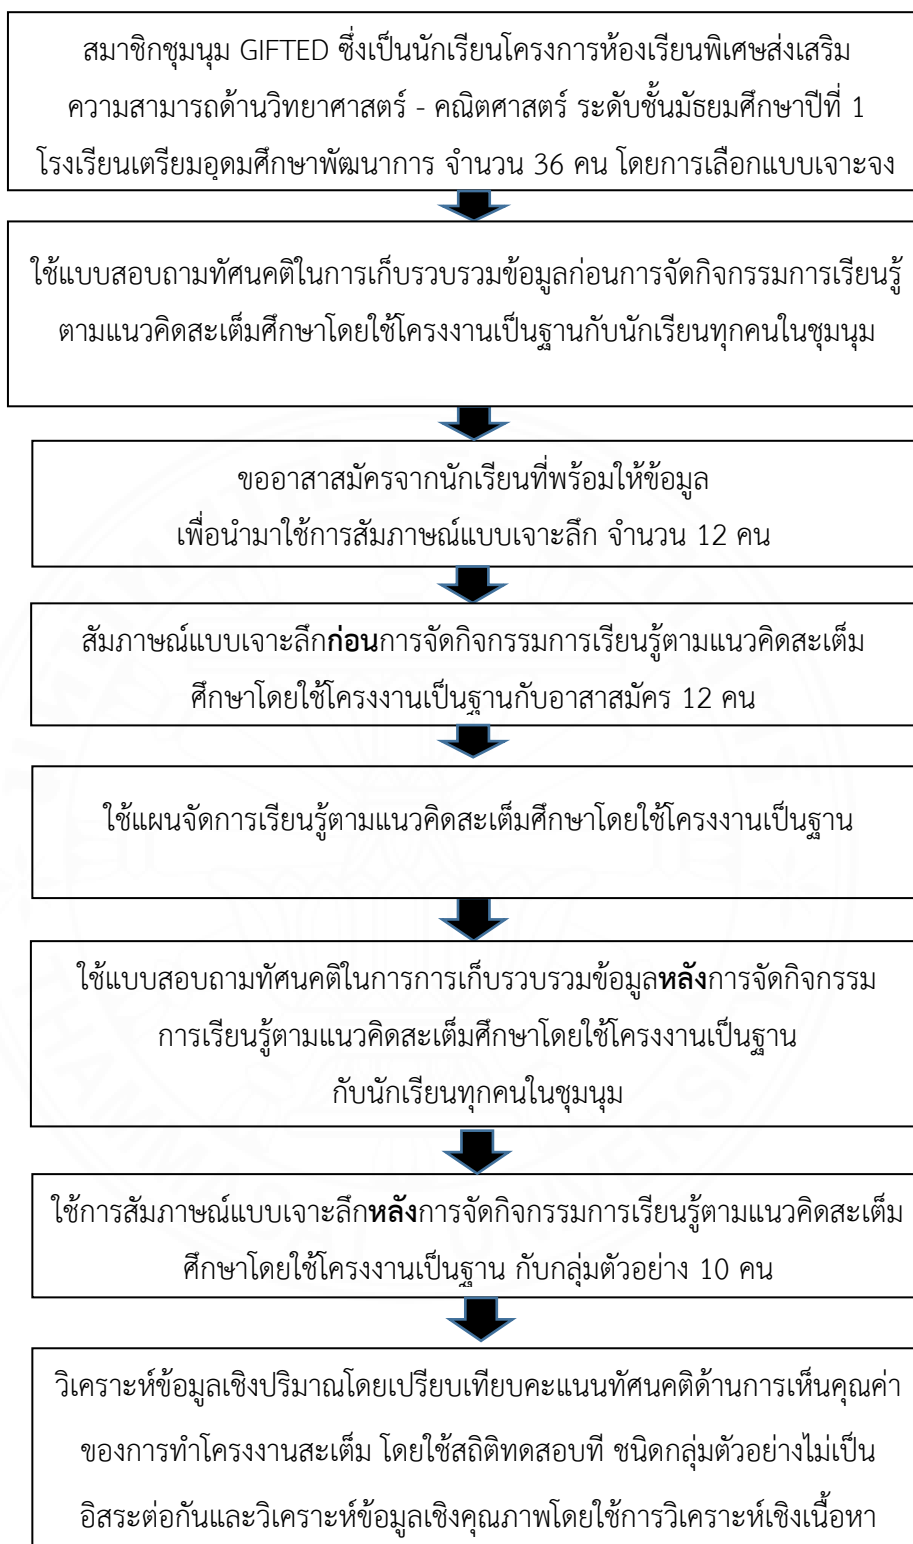 สมาชิกชุมนุม GIFTED ซึ่งเป็นนักเรียนโครงการห้องเรียนพิเศษส่งเสริม
ความสามารถด้านวิทยาศาสตร์ - คณิตศาสตร์ ระดับชั้นมัธยมศึกษาปีที่ 1
โรงเรียนเตรียมอุดมศึกษาพัฒนาการ จำนวน 36 คน โดยการเลือกแบบเจาะจง
ใช้แบบสอบถามทัศนคติในการเก็บรวบรวมข้อมูลก่อนการจัดกิจกรรมการเรียนรู้
ตามแนวคิดสะเต็มศึกษาโดยใช้โครงงานเป็นฐานกับนักเรียนทุกคนในชุมนุม
ขออาสาสมัครจากนักเรียนที่พร้อมให้ข้อมูล
เพื่อนำมาใช้การสัมภาษณ์แบบเจาะลึก จำนวน 12 คน
สัมภาษณ์แบบเจาะลึกก่อนการจัดกิจกรรมการเรียนรู้ตามแนวคิดสะเต็ม
ศึกษาโดยใช้โครงงานเป็นฐานกับอาสาสมัคร 12 คน
ใช้แผนจัดการเรียนรู้ตามแนวคิดสะเต็มศึกษาโดยใช้โครงงานเป็นฐาน
ใช้แบบสอบถามทัศนคติในการการเก็บรวบรวมข้อมูลหลังการจัดกิจกรรม
การเรียนรู้ตามแนวคิดสะเต็มศึกษาโดยใช้โครงงานเป็นฐาน
กับนักเรียนทุกคนในชุมนุม
ใช้การสัมภาษณ์แบบเจาะลึกหลังการจัดกิจกรรมการเรียนรู้ตามแนวคิดสะเต็ม
ศึกษาโดยใช้โครงงานเป็นฐาน กับกลุ่มตัวอย่าง 10 คน
วิเคราะห์ข้อมูลเชิงปริมาณโดยเปรียบเทียบคะแนนทัศนคติด้านการเห็นคุณค่า
ของการทำโครงงานสะเต็ม โดยใช้สถิติทดสอบที ชนิดกลุ่มตัวอย่างไม่เป็น
อิสระต่อกันและวิเคราะห์ข้อมูลเชิงคุณภาพโดยใช้การวิเคราะห์เชิงเนื้อหา